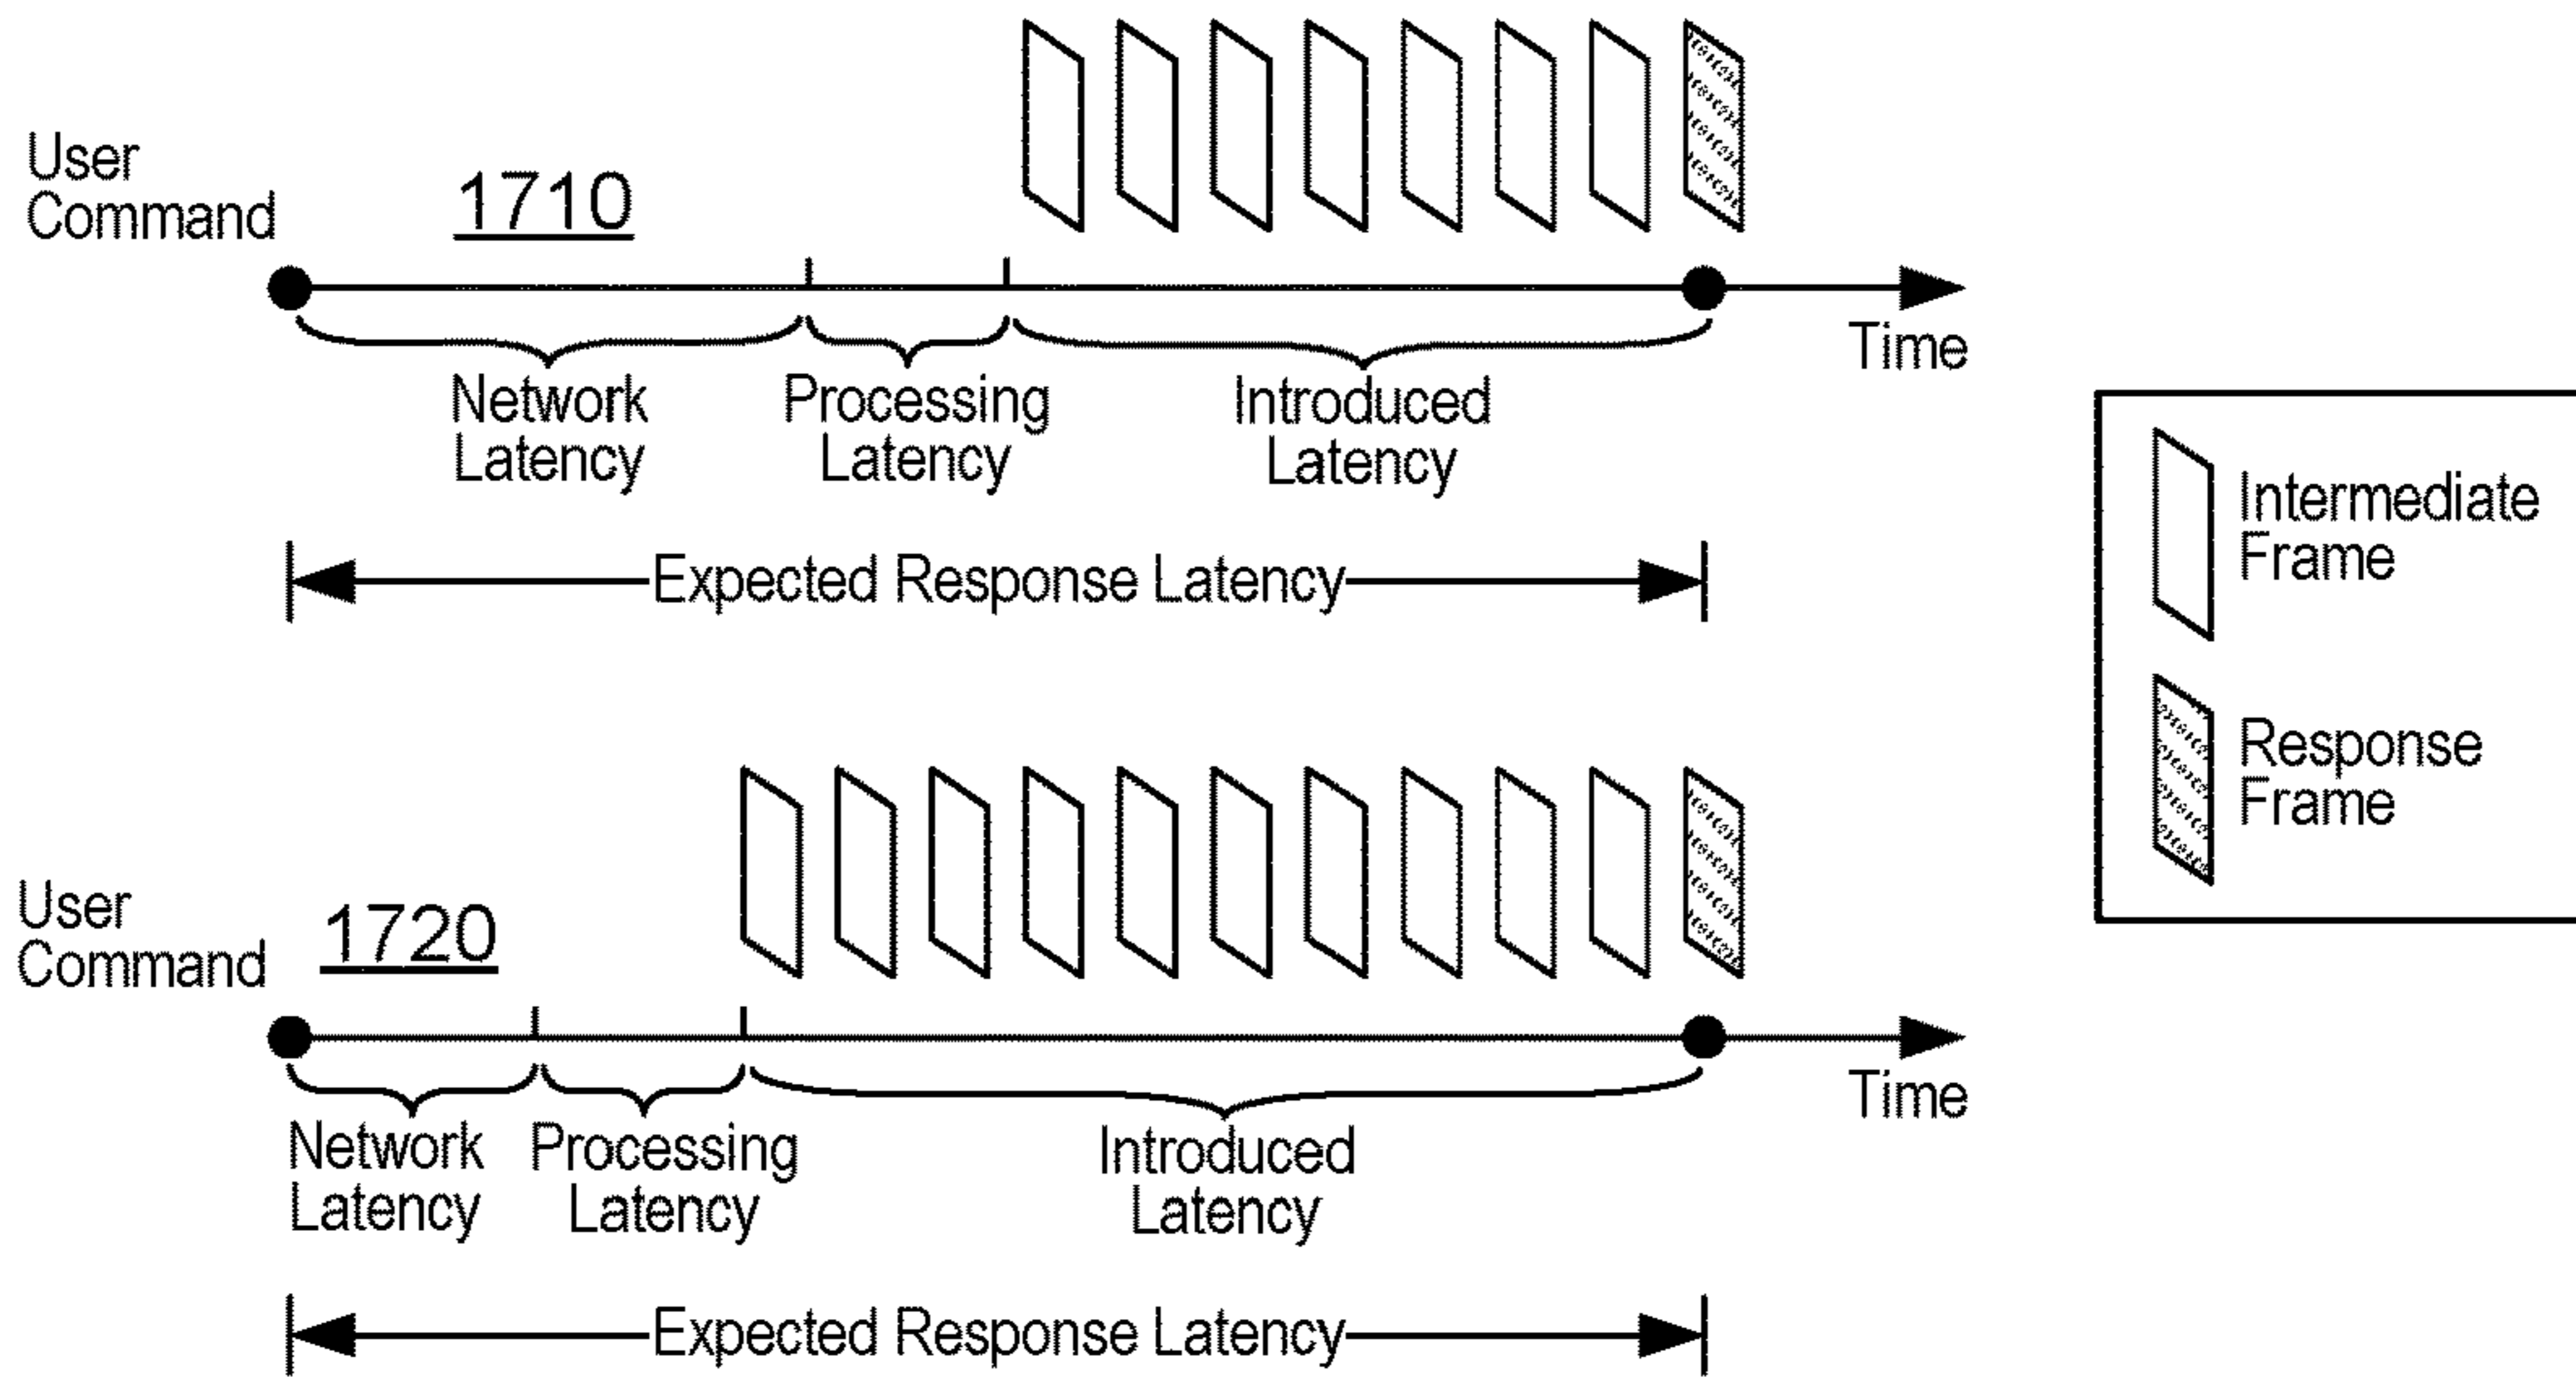 User
Command
1710
Time
Network
Latency
Processing
Latency
Introduced
Latency
Expected Response Latency
Intermediate
Frame
Response
Frame
User
Command
1720
Time
Network
Latency
Processing
Latency
Introduced
Latency
Expected Response Latency